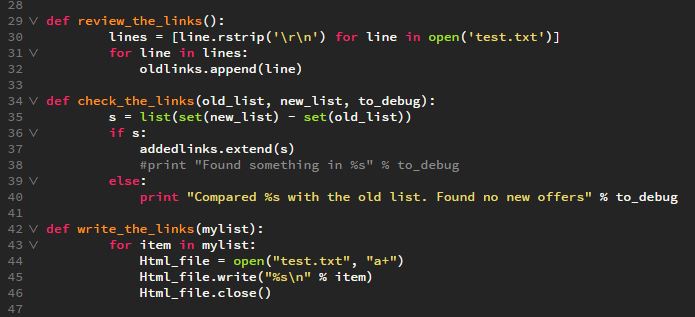 28
29 def review_the_links():
30         lines = [line.rstrip('\r\n') for line in open('test.txt')]
31         for line in lines:
32             oldlinks.append(line)
33
34 def check_the_links(old_list, new_list, to_debug):
35         s = list(set(new_list) - set(old_list))
36         if s:
37             addedlinks.extend(s)
38             #print "Found something in %s" % to_debug
39         else:
40             print "Compared %s with the old list. Found no new offers" % to_debug
41
42 def write_the_links(mylist):
43         for item in mylist:
44             Html_file = open("test.txt", "a+")
45             Html_file.write("%s\n" % item)
46             Html_file.close()
47